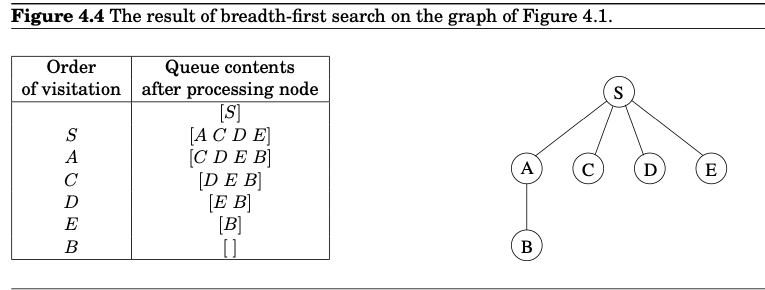 Figure 4.4 The result of breadth-first search on the graph of Figure 4.1.
Order of visitation Queue contents after processing node
[S]
S [A C D E]
A [C D E B]
C [D E B]
D [E B]
E [B]
B [ ]
S
A C D E
B